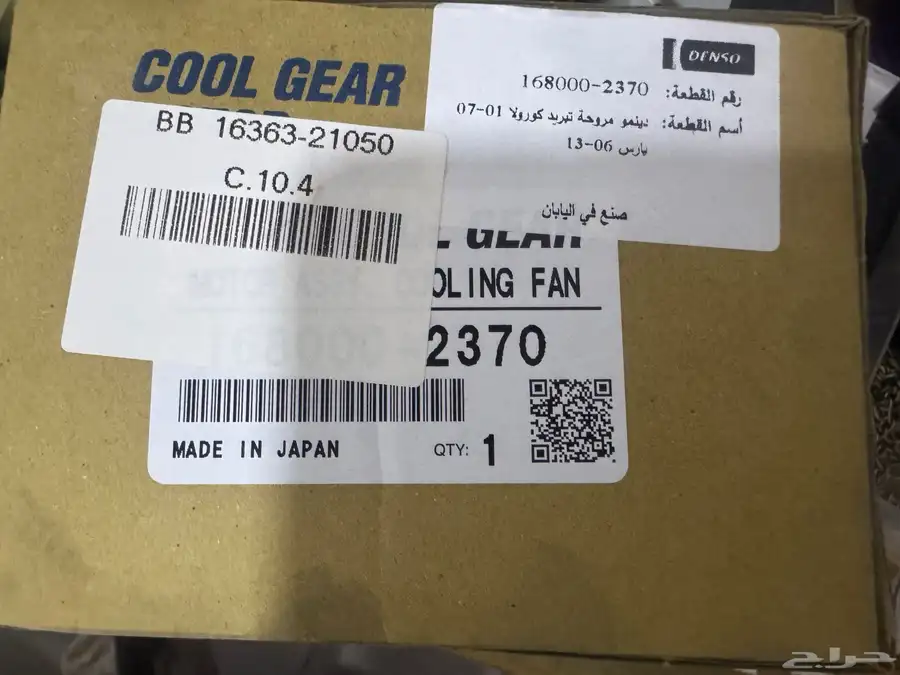 COOL GEAR
DENSO
رقم القطعة: 168000-2370
أسم القطعة: دينمو مروحة تبريد كورولا 01-07
يارس 06-13
صنع في اليابان
BB 16363-21050
C.10.4
GEAR
COOLING FAN
2370
MADE IN JAPAN
QTY: 1
حراج